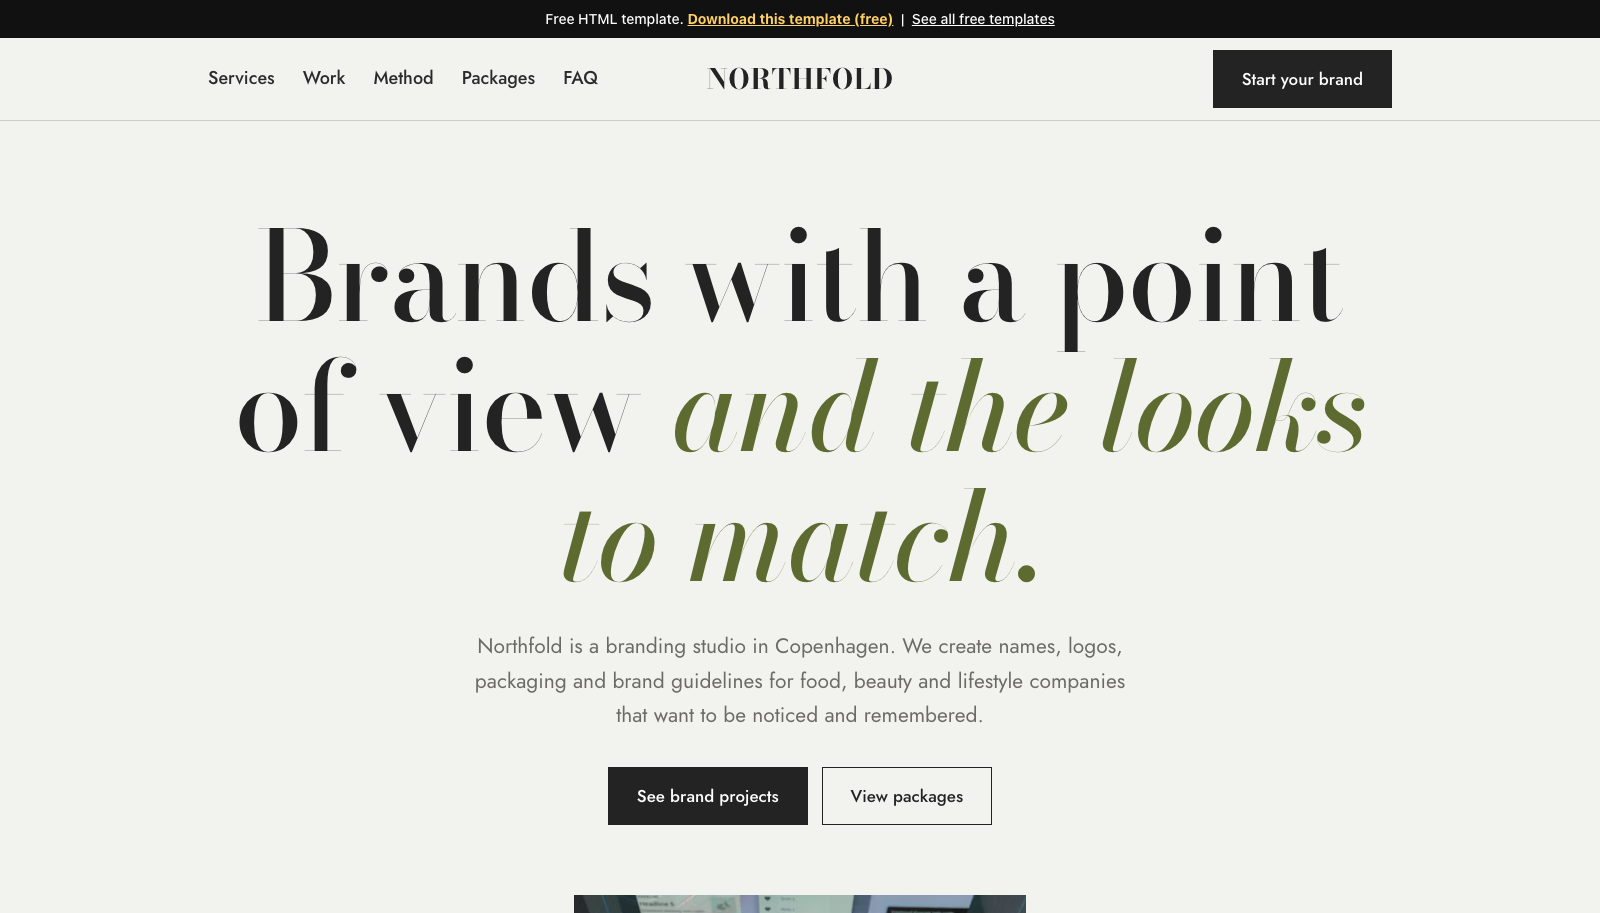 Free HTML template. Download this template (free) | See all free templates
Services Work Method Packages FAQ NORTHFOLD Start your brand
Brands with a point
of view and the looks
to match.
Northfold is a branding studio in Copenhagen. We create names, logos,
packaging and brand guidelines for food, beauty and lifestyle companies
that want to be noticed and remembered.
See brand projects View packages